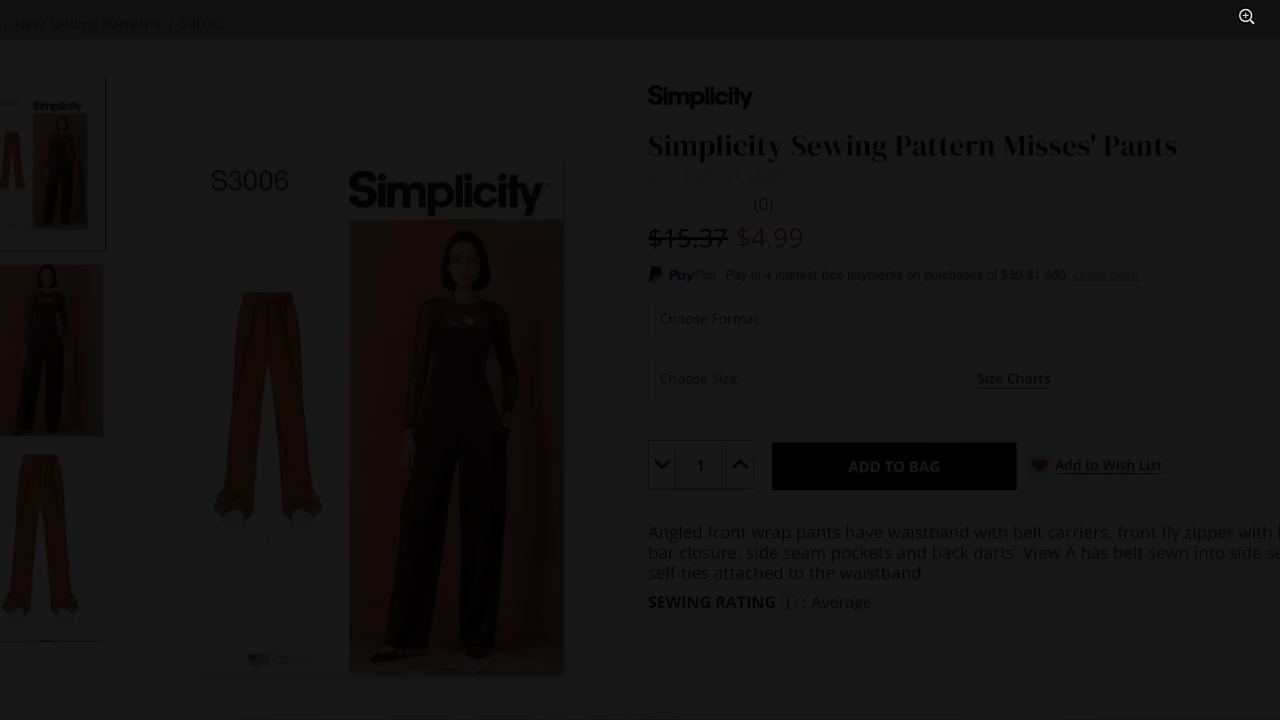 / New Sewing Patterns / S3006
Simplicity
Simplicity
Simplicity Sewing Pattern Misses' Pants
Item Number S3006
S3006
Simplicity
(0)
$15.37 $4.99
PayPal Pay in 4 interest-free payments on purchases of $30-$1,500. Learn more
Choose Format
Choose Size:
Size Charts
1
ADD TO BAG
Add to Wish List
Angled front wrap pants have waistband with belt carriers, front fly zipper with
bar closure, side seam pockets and back darts. View A has belt sewn into side
self-ties attached to the waistband.
SEWING RATING ⓘ : Average